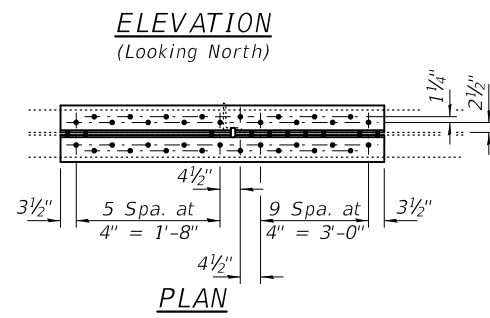 ELEVATION
(Looking North)
1¼"
2½"
4½"
3½"
5 Spa. at
4" = 1'-8"
9 Spa. at
4" = 3'-0"
3½"
4½"
PLAN